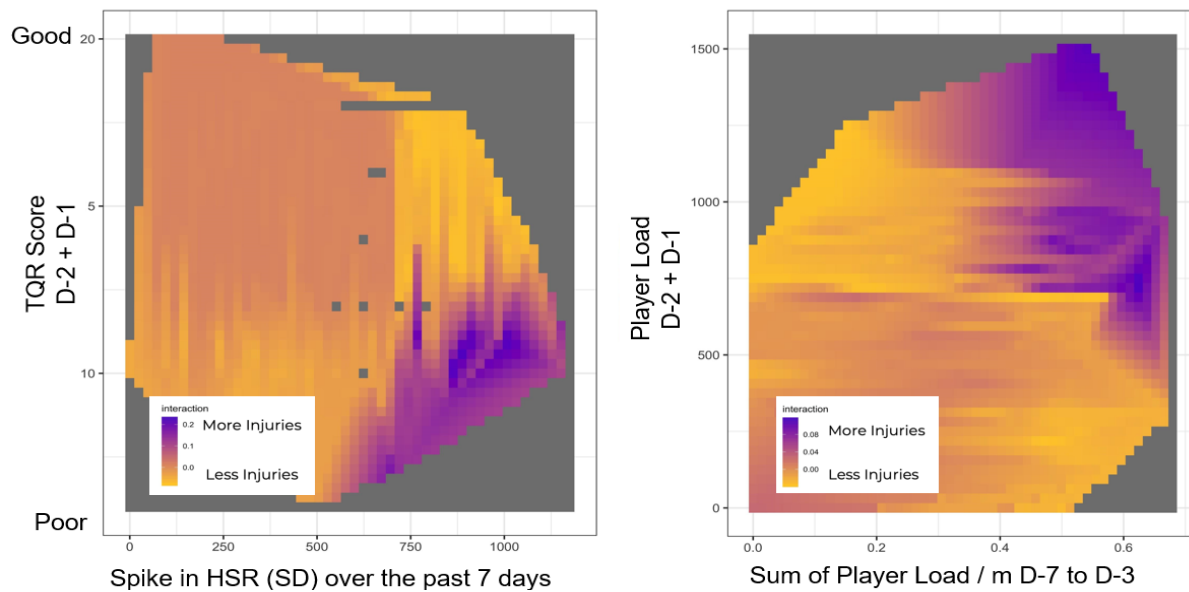 Good
20
5
10
Poor
TQR Score
D-2 + D-1
interaction
0.2
0.1
0.0
More Injuries
Less Injuries
0
250
500
750
1000
Spike in HSR (SD) over the past 7 days
1500
1000
500
0
Player Load
D-2 + D-1
interaction
0.08
0.04
0.00
More Injuries
Less Injuries
0.0
0.2
0.4
0.6
Sum of Player Load / m D-7 to D-3